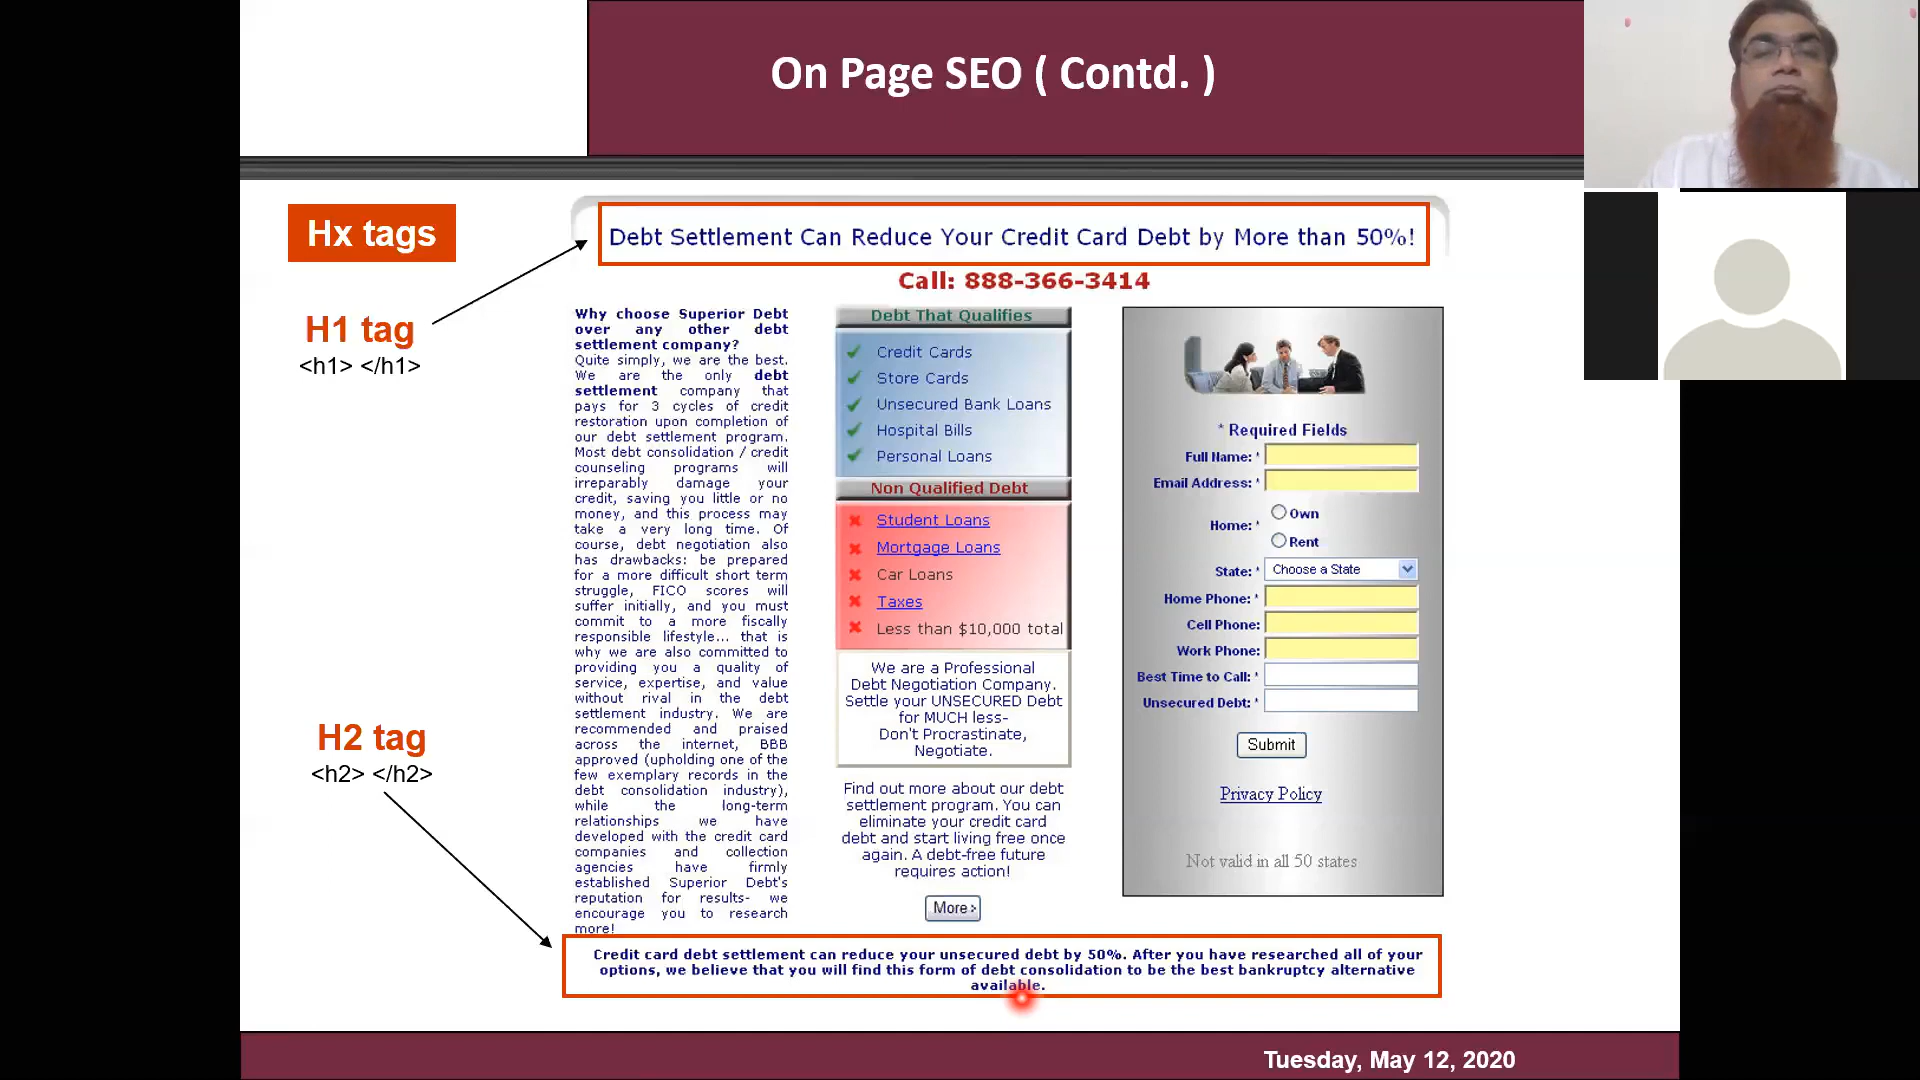 On Page SEO ( Contd. )
Hx tags
H1 tag
<h1> </h1>
H2 tag
<h2> </h2>
Debt Settlement Can Reduce Your Credit Card Debt by More than 50%!
Call: 888-366-3414
Why choose Superior Debt
over any other debt
settlement company?
Quite simply, we are the best.
We are the only debt
settlement company that
pays for 3 cycles of credit
restoration upon completion of
our debt settlement program.
Most debt consolidation / credit
counseling programs will
irreparably damage your
credit, saving you little or no
money, and this process may
take a very long time. Of
course, debt negotiation also
has drawbacks: be prepared
for a more difficult short term
struggle, FICO scores will
suffer initially, and you must
commit to a more fiscally
responsible lifestyle... that is
why we are also committed to
providing you a quality of
service, expertise, and value
without rival in the debt
settlement industry. We are
recommended and praised
across the internet, BBB
approved (upholding one of the
few exemplary records in the
debt consolidation industry),
while the long-term
relationships we have
developed with the credit card
companies and collection
agencies have firmly
established Superior Debt's
reputation for results- we
encourage you to research
more!
Debt That Qualifies
Credit Cards
Store Cards
Unsecured Bank Loans
Hospital Bills
Personal Loans
Non Qualified Debt
Student Loans
Mortgage Loans
Car Loans
Taxes
Less than $10,000 total
We are a Professional
Debt Negotiation Company.
Settle your UNSECURED Debt
for MUCH less-
Don't Procrastinate,
Negotiate.
Find out more about our debt
settlement program. You can
eliminate your credit card
debt and start living free once
again. A debt-free future
requires action!
More >
* Required Fields
Full Name: *
Email Address: *
Home: *
Own
Rent
State: * Choose a State
Home Phone: *
Cell Phone:
Work Phone:
Best Time to Call: *
Unsecured Debt: *
Submit
Privacy Policy
Not valid in all 50 states
Credit card debt settlement can reduce your unsecured debt by 50%. After you have researched all of your
options, we believe that you will find this form of debt consolidation to be the best bankruptcy alternative
available.
Tuesday, May 12, 2020